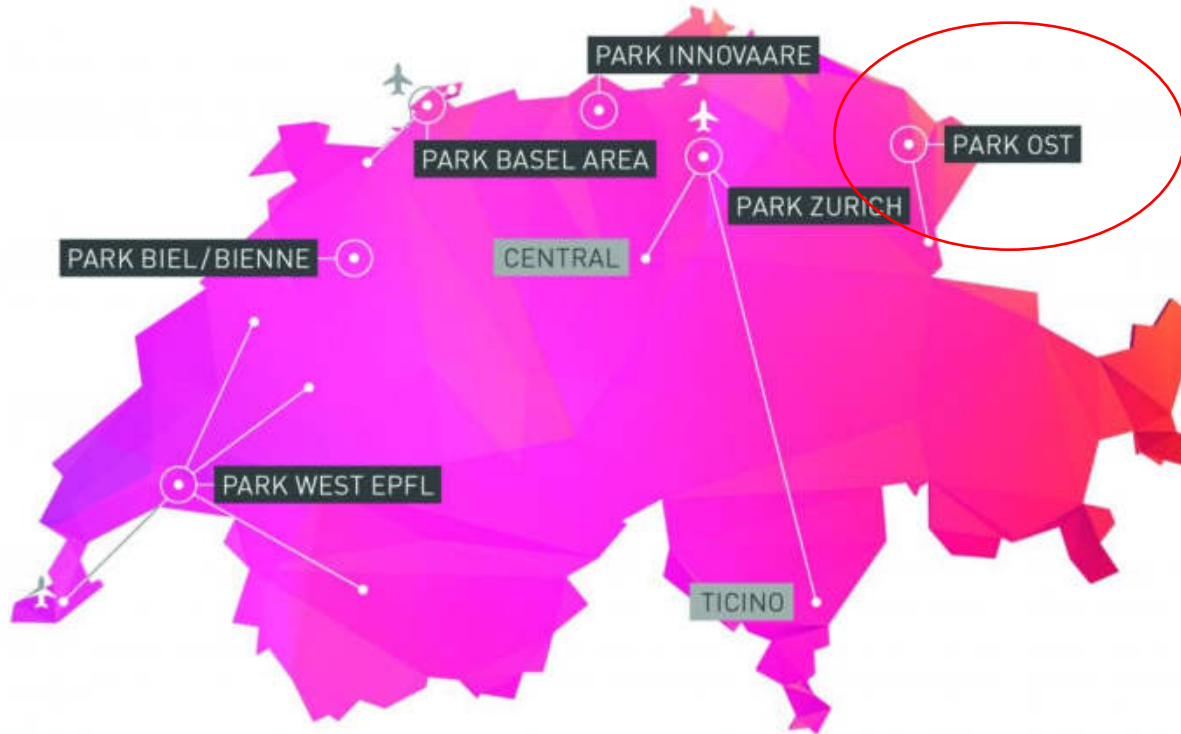 PARK INNOVAARE
PARK BASEL AREA
PARK OST
PARK ZURICH
PARK BIEL/BIENNE
CENTRAL
PARK WEST EPFL
TICINO